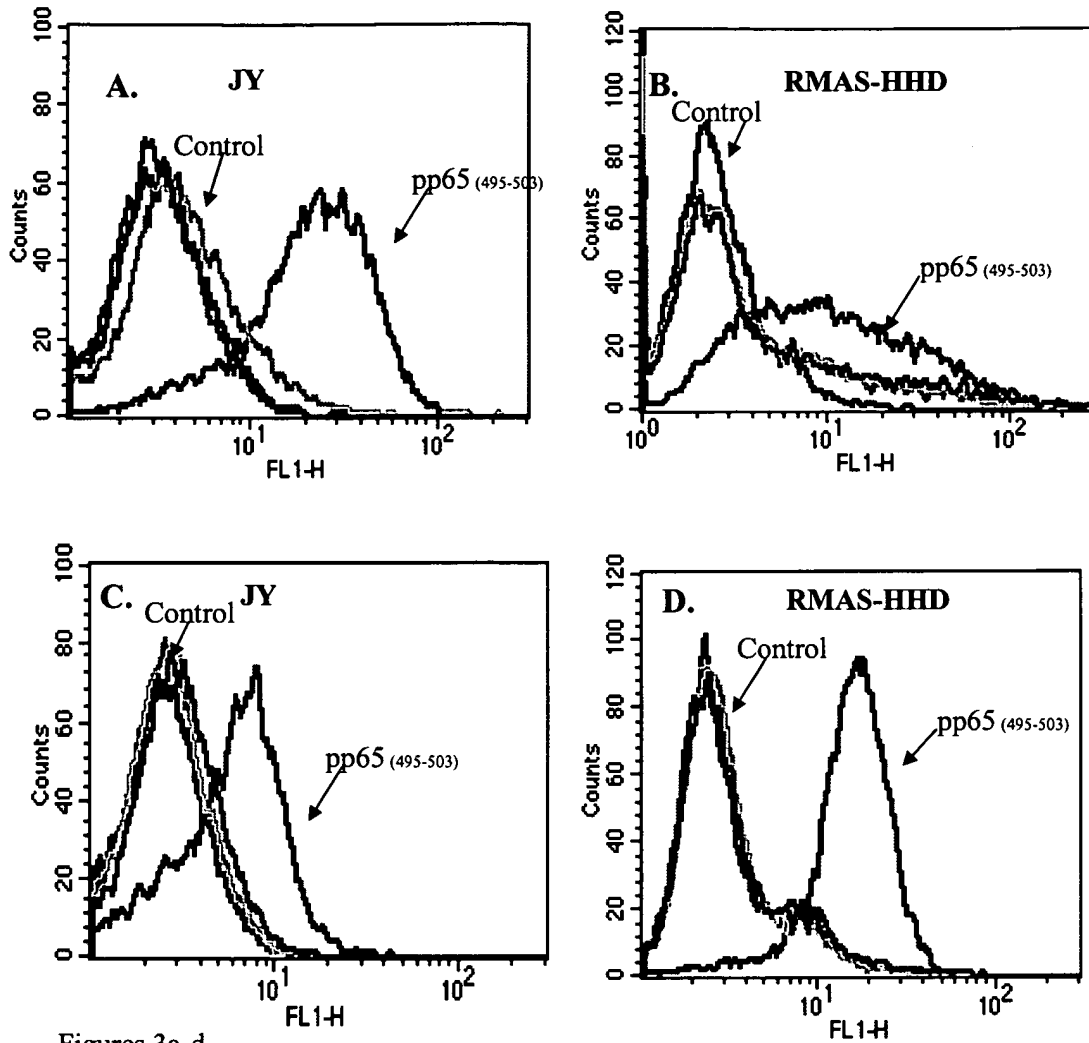 A. JY
Control
pp65 (495-503)
Counts
100
80
60
40
20
0
10^1
10^2
FL1-H
B. RMAS-HHD
Control
pp65 (495-503)
Counts
120
100
80
60
40
20
0
10^0
10^1
10^2
FL1-H
C. JY
Control
pp65 (495-503)
Counts
100
80
60
40
20
0
10^1
10^2
FL1-H
D. RMAS-HHD
Control
pp65 (495-503)
Counts
120
100
80
60
40
20
0
10^1
10^2
FL1-H
Figures 3a-d